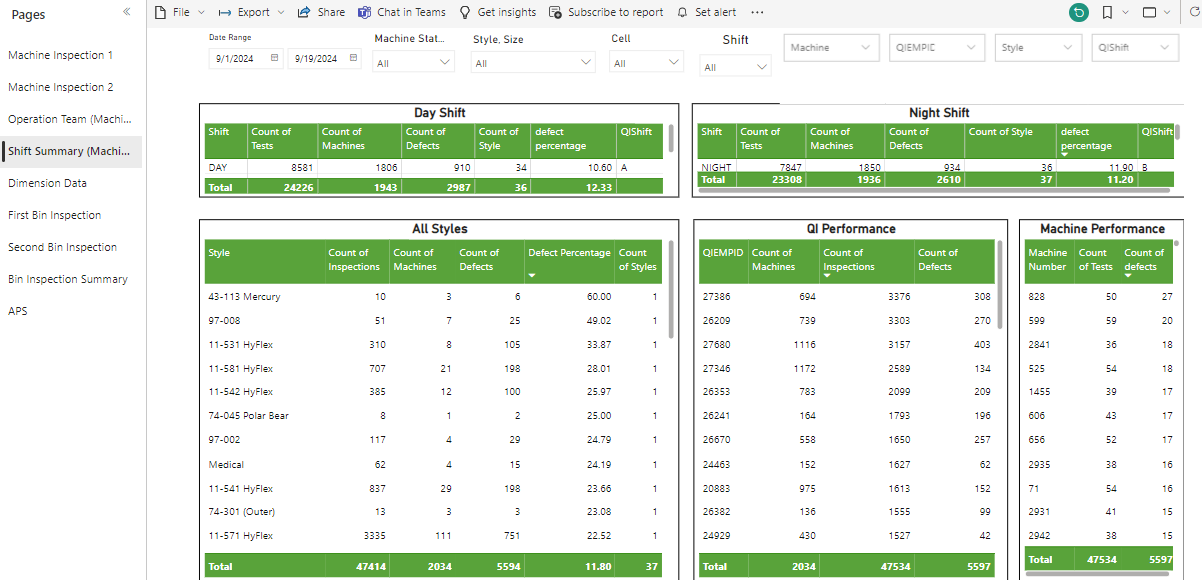 Pages
«
File
Export
Share
Chat in Teams
Get insights
Subscribe to report
Set alert
...
Machine Inspection 1
Machine Inspection 2
Operation Team (Machi...
Shift Summary (Machi...
Dimension Data
First Bin Inspection
Second Bin Inspection
Bin Inspection Summary
APS
Date Range
9/1/2024 9/19/2024
Machine Stat...
All
Style, Size
All
Cell
All
Shift
All
Machine
QIEMPIC
Style
QIShift
Day Shift
Shift Count of Tests Count of Machines Count of Defects Count of Style defect percentage QIShift
DAY 8581 1806 910 34 10.60 A
Total 24226 1943 2987 36 12.33
Night Shift
Shift Count of Tests Count of Machines Count of Defects Count of Style defect percentage QIShift
NIGHT 7847 1850 934 36 11.90 B
Total 23308 1936 2610 37 11.20
All Styles
Style Count of Inspections Count of Machines Count of Defects Defect Percentage Count of Styles
43-113 Mercury 10 3 6 60.00 1
97-008 51 7 25 49.02 1
11-531 HyFlex 310 8 105 33.87 1
11-581 HyFlex 707 21 198 28.01 1
11-542 HyFlex 385 12 100 25.97 1
74-045 Polar Bear 8 1 2 25.00 1
97-002 117 4 29 24.79 1
Medical 62 4 15 24.19 1
11-541 HyFlex 837 29 198 23.66 1
74-301 (Outer) 13 3 3 23.08 1
11-571 HyFlex 3335 111 751 22.52 1
Total 47414 2034 5594 11.80 37
QI Performance
QIEMPID Count of Machines Count of Inspections Count of Defects
27386 694 3376 308
26209 739 3303 270
27680 1116 3157 403
27346 1172 2589 134
26353 783 2099 209
26241 164 1793 196
26670 558 1650 257
24463 152 1627 62
20883 975 1613 152
26382 136 1555 99
24929 430 1527 42
Total 2034 47534 5597
Machine Performance
Machine Number Count of Tests Count of defects
828 50 27
599 59 20
2841 36 18
525 54 18
1455 39 17
606 43 17
656 52 17
2935 38 16
71 54 16
2931 41 15
2942 38 15
Total 47534 5597